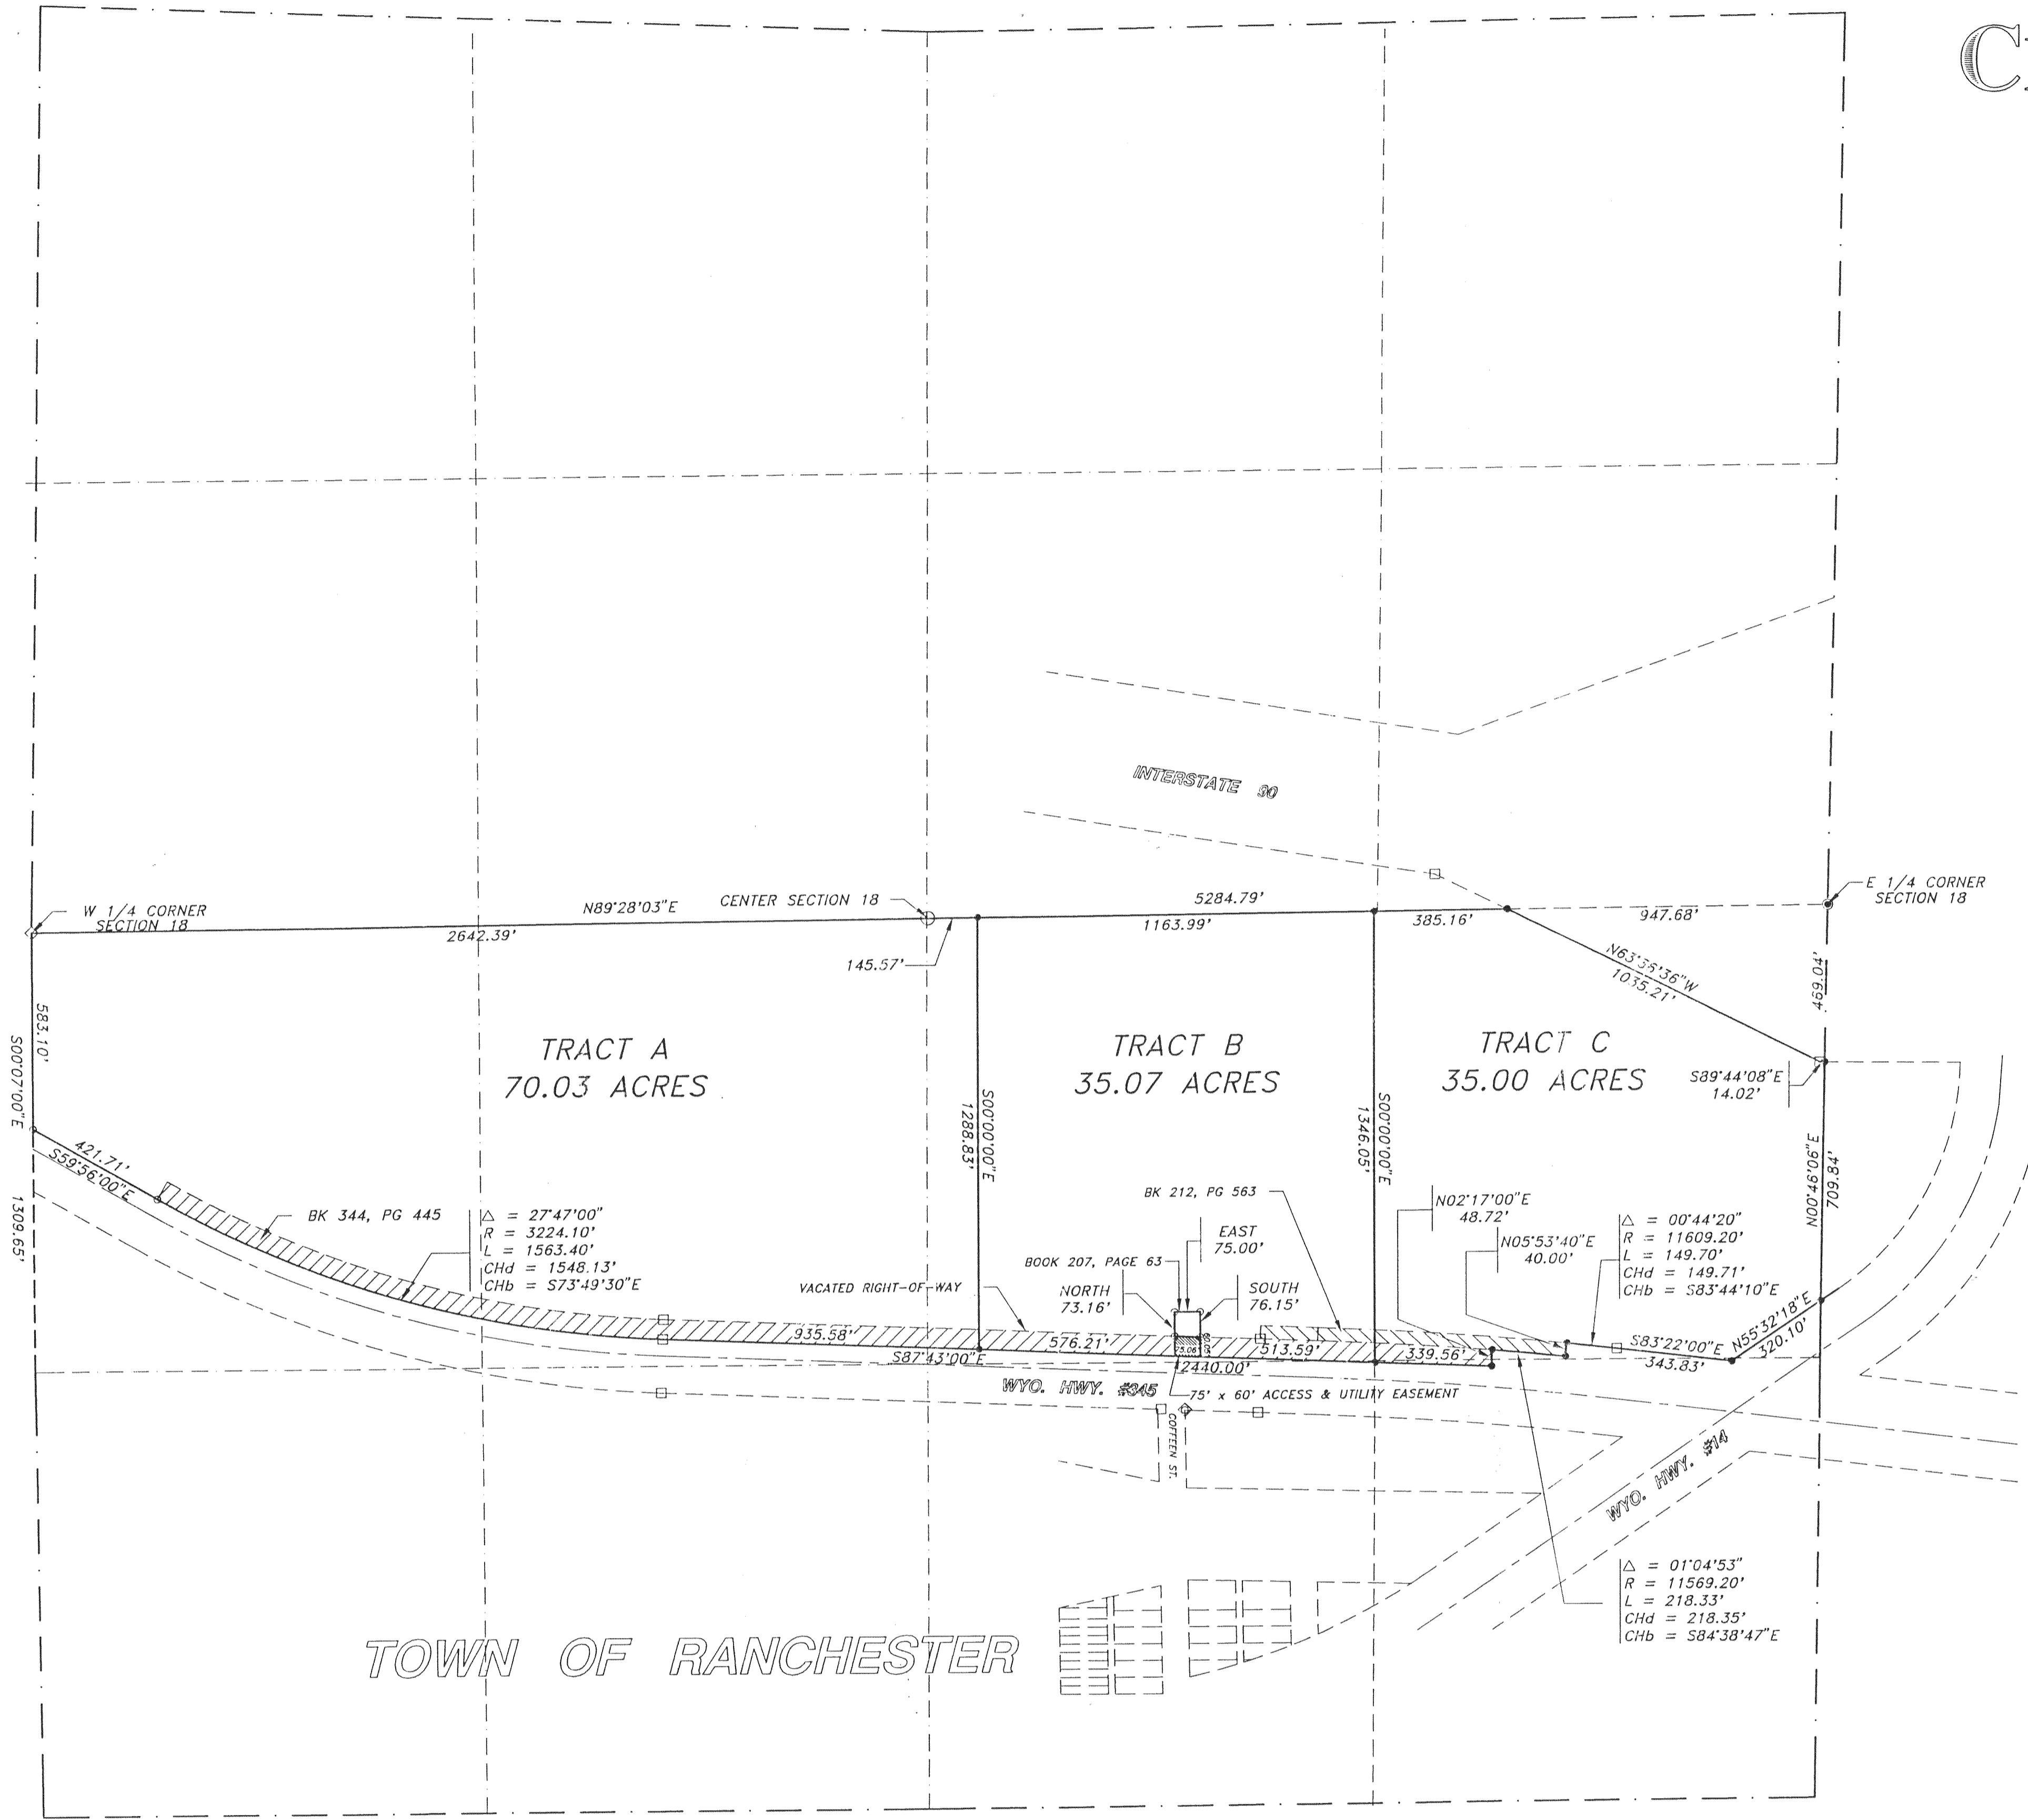 INTERSTATE 90
W 1/4 CORNER
SECTION 18
N89°28'03"E
CENTER SECTION 18
5284.79'
E 1/4 CORNER
SECTION 18
2642.39'
145.57'
1163.99'
385.16'
947.68'
1035.21'
469.04'
583.10'
S00°07'00"E
1309.65'
TRACT A
70.03 ACRES
TRACT B
35.07 ACRES
TRACT C
35.00 ACRES
S89°44'08"E
14.02'
S00°00'00"E
1288.83'
S00°00'00"E
1346.05'
709.84'
421.71'
S59°56'00"E
BK 344, PG 445
△ = 27°47'00"
R = 3224.10'
L = 1563.40'
CHd = 1548.13'
CHb = S73°49'30"E
VACATED RIGHT-OF-WAY
BK 212, PG 563
EAST
75.00'
BOOK 207, PAGE 63
NORTH
73.16'
SOUTH
76.15'
N02°17'00"E
48.72'
N05°53'40"E
40.00'
△ = 00°44'20"
R = 11609.20'
L = 149.70'
CHd = 149.71'
CHb = S83°44'10"E
935.58'
576.21'
513.59'
339.56'
S87°43'00"E
2440.00'
S83°22'00"E
343.83'
N55°32'18"E
320.10'
WYO. HWY. #345
75' x 60' ACCESS & UTILITY EASEMENT
COFFEEN ST.
WYO. HWY. #14
△ = 01°04'53"
R = 11569.20'
L = 218.33'
CHd = 218.35'
CHb = S84°38'47"E
TOWN OF RANCHESTER